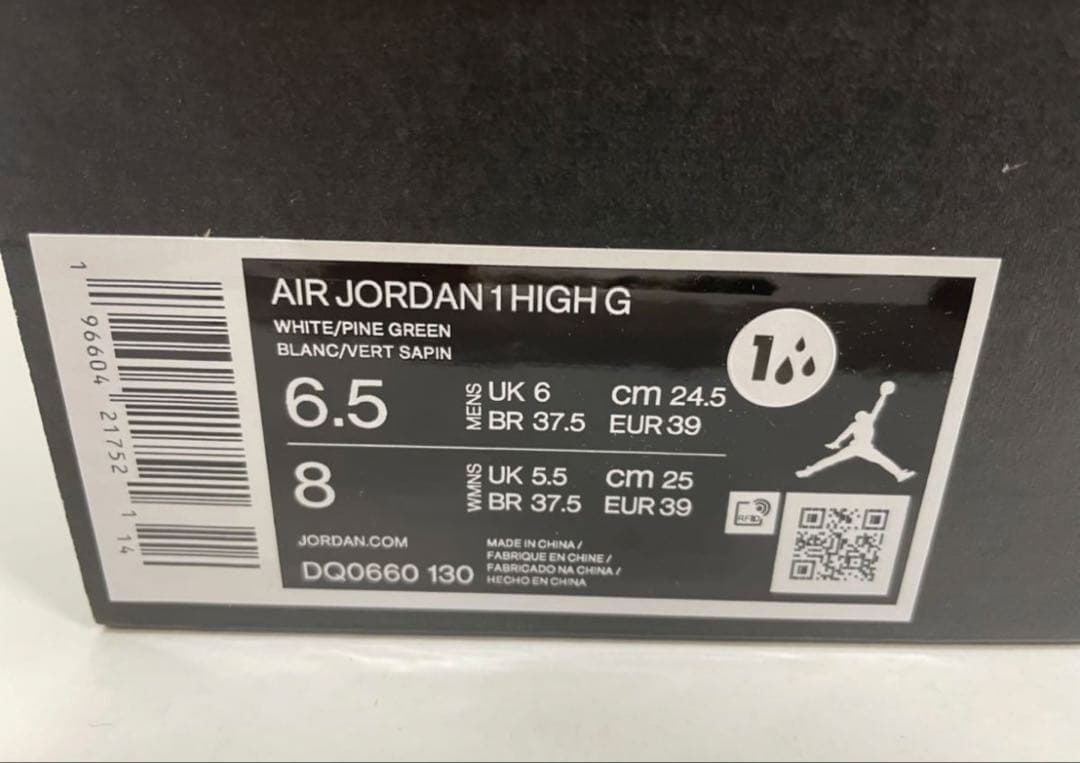 AIR JORDAN 1 HIGH G
WHITE/PINE GREEN
BLANC/VERT SAPIN
6.5 MENS UK 6 cm 24.5
BR 37.5 EUR 39
8 WMNS UK 5.5 cm 25
BR 37.5 EUR 39
JORDAN.COM
DQ0660 130
MADE IN CHINA /
FABRIQUE EN CHINE /
FABRICADO NA CHINA /
HECHO EN CHINA
1
RFID
1 96604 21752 1 14